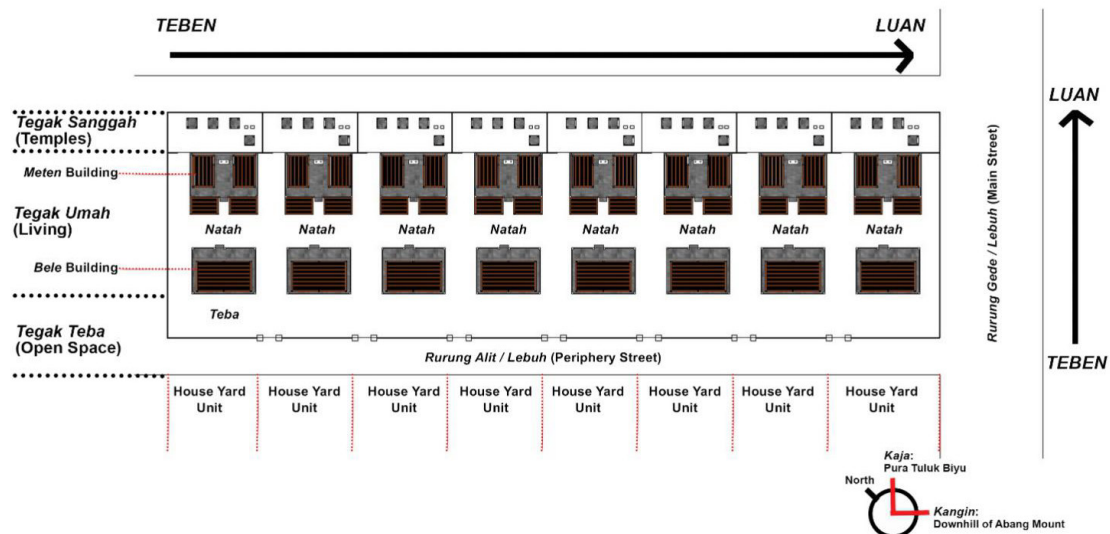 TEBEN
LUAN
LUAN
Tegak Sanggah
(Temples)
Meten Building
Tegak Umah
(Living)
Natah
Natah
Natah
Natah
Natah
Natah
Natah
Natah
Bele Building
Teba
Tegak Teba
(Open Space)
Rurung Alit / Lebuh (Periphery Street)
Rurung Gede / Lebuh (Main Street)
TEBEN
House Yard
Unit
House Yard
Unit
House Yard
Unit
House Yard
Unit
House Yard
Unit
House Yard
Unit
House Yard
Unit
House Yard
Unit
Kaja:
Pura Tuluk Biyu
North
Kangin:
Downhill of Abang Mount